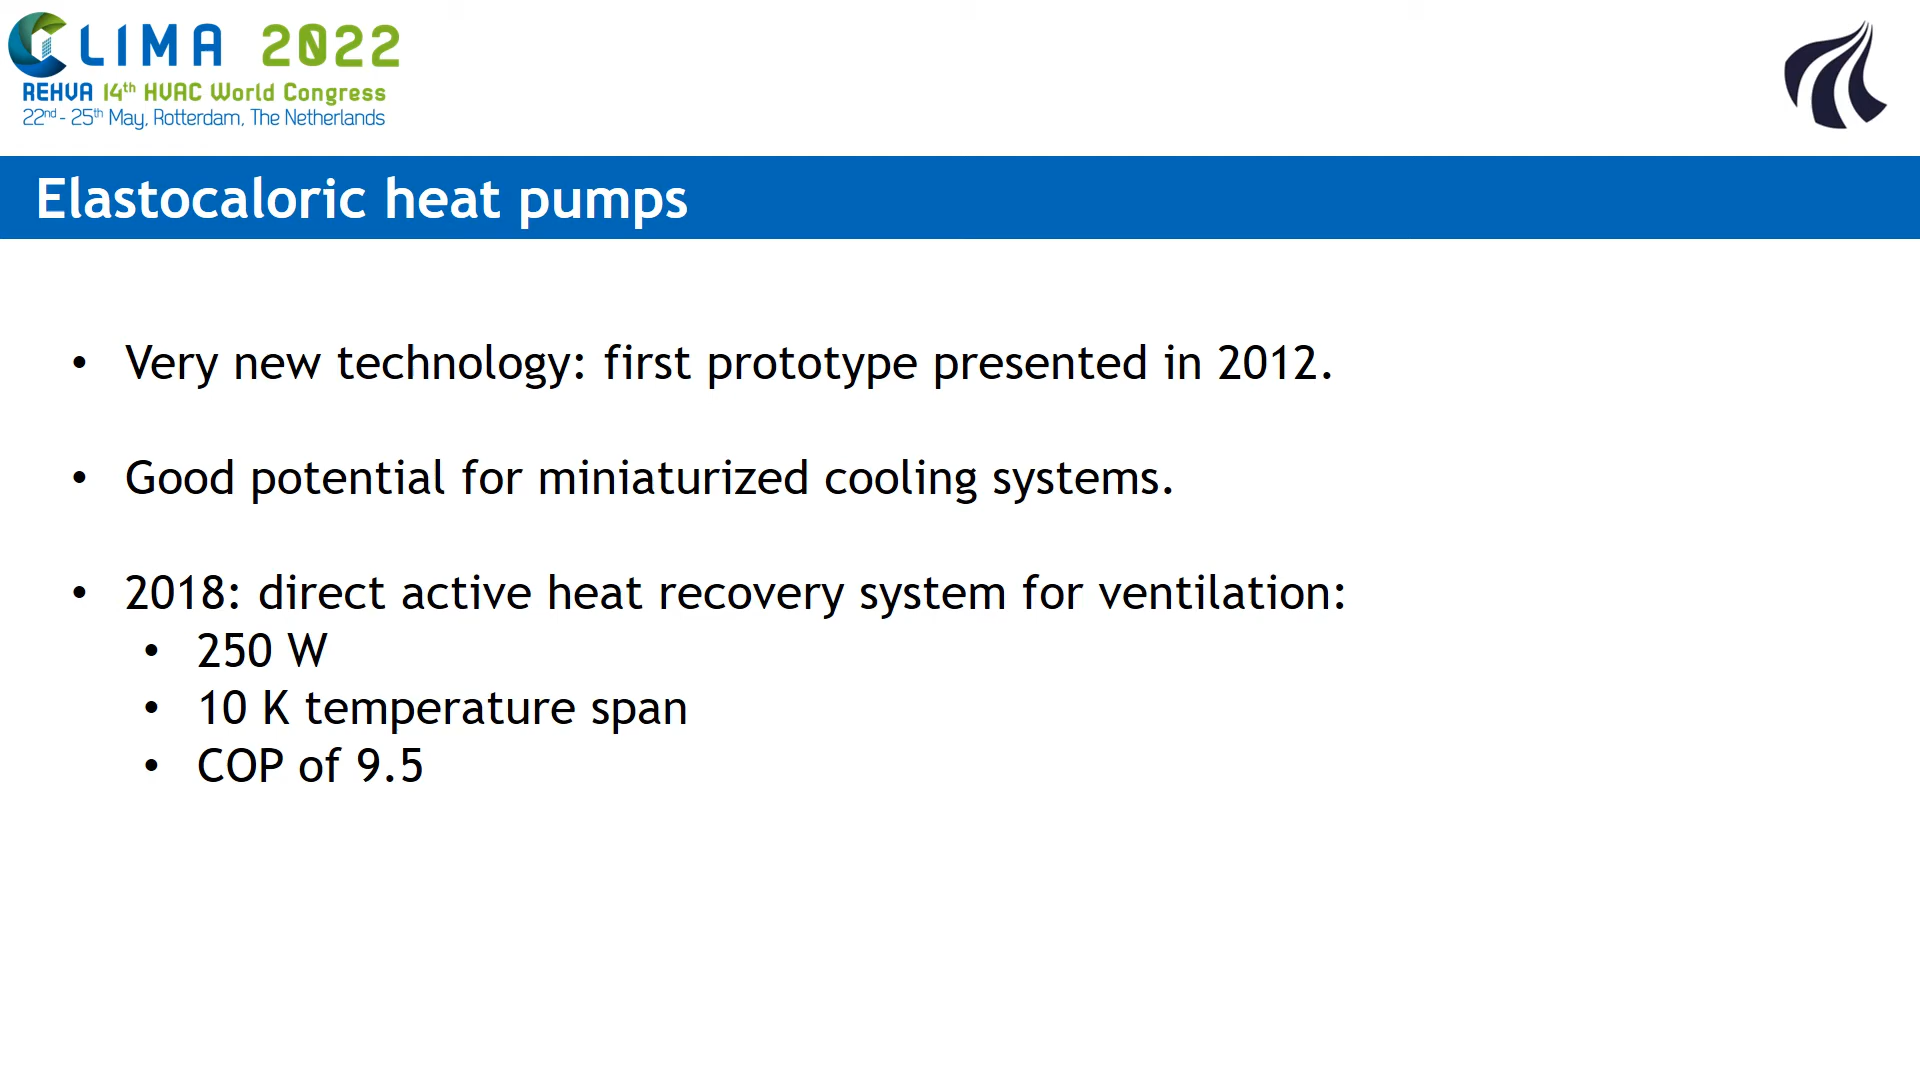 CLIMA 2022
REHVA 14th HVAC World Congress
22nd - 25th May, Rotterdam, The Netherlands
Elastocaloric heat pumps
• Very new technology: first prototype presented in 2012.
• Good potential for miniaturized cooling systems.
• 2018: direct active heat recovery system for ventilation:
• 250 W
• 10 K temperature span
• COP of 9.5